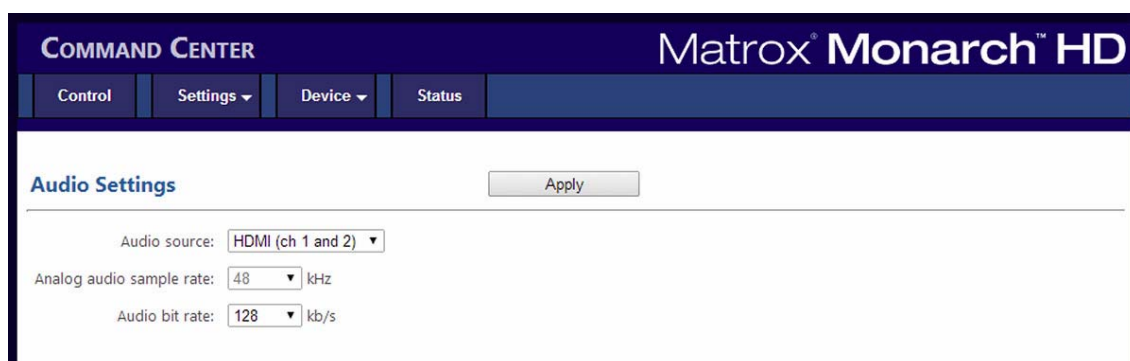 COMMAND CENTER
Matrox® Monarch™ HD
Control Settings Device Status
Audio Settings
Apply
Audio source: HDMI (ch 1 and 2)
Analog audio sample rate: 48 kHz
Audio bit rate: 128 kb/s